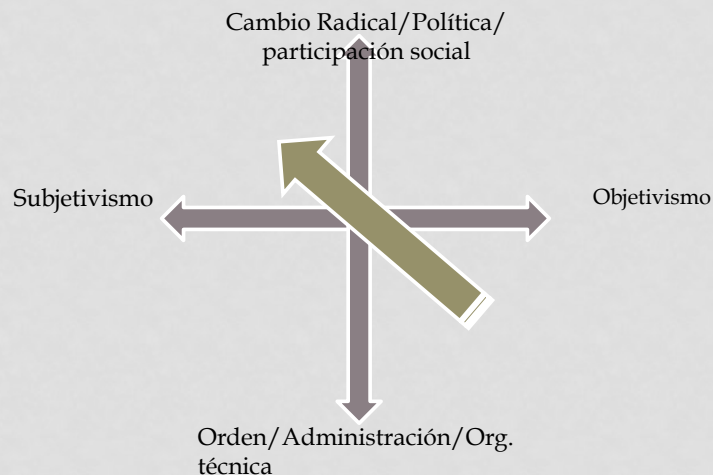 Cambio Radical/Política/
participación social
Subjetivismo
Objetivismo
Orden/Administración/Org.
técnica